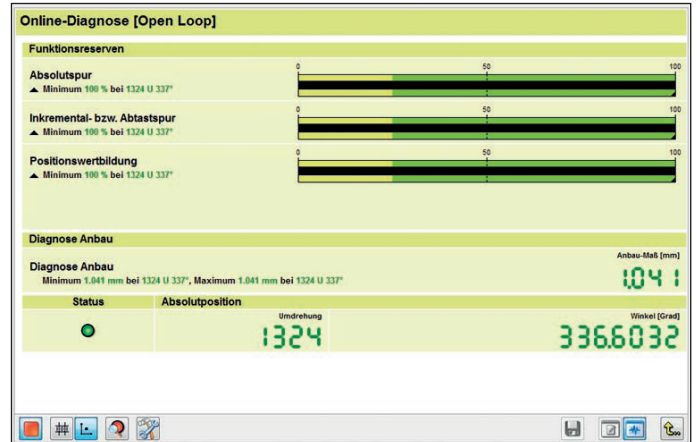 Online-Diagnose [Open Loop]
Funktionsreserven
Absolutspur
Minimum 100 % bei 1324 U 337°
0 50 100
Inkremental- bzw. Abtastspur
Minimum 100 % bei 1324 U 337°
0 50 100
Positionswertbildung
Minimum 100 % bei 1324 U 337°
0 50 100
Diagnose Anbau
Diagnose Anbau
Minimum 1.041 mm bei 1324 U 337°, Maximum 1.041 mm bei 1324 U 337°
Anbau-Maß [mm]
1.041
Status Absolutposition
Umdrehung
1324
Winkel [Grad]
336.6032